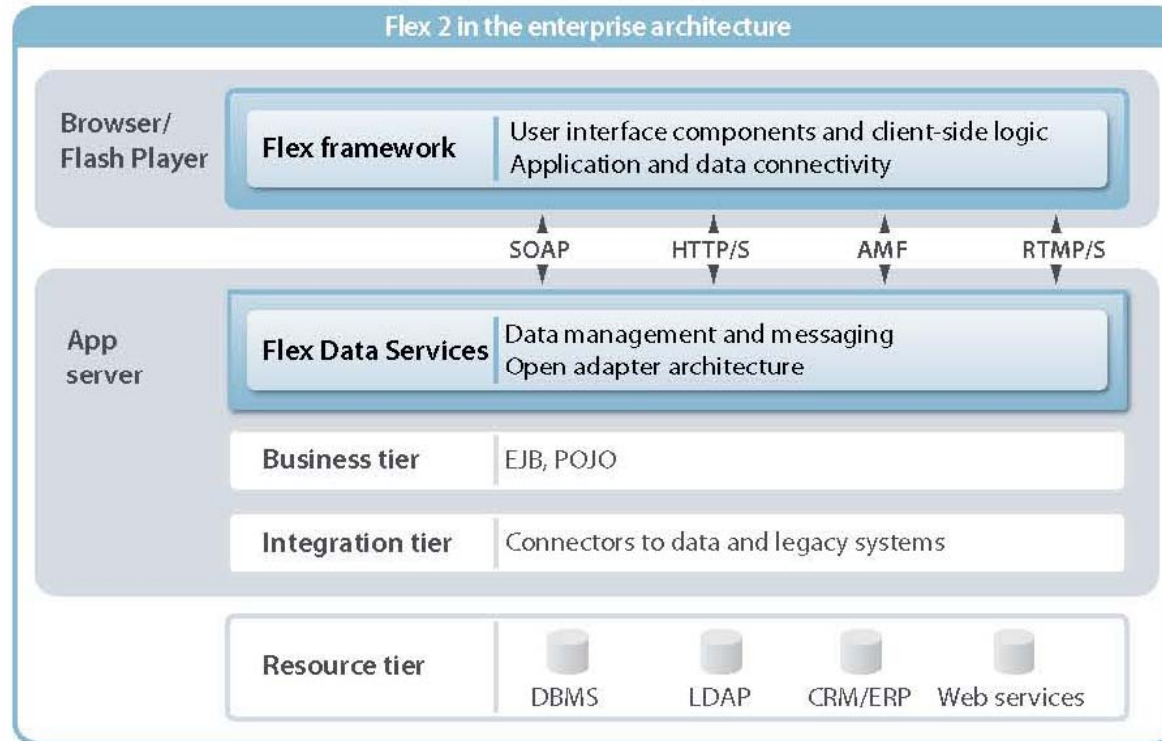 Flex 2 in the enterprise architecture
Browser/
Flash Player
Flex framework
User interface components and client-side logic
Application and data connectivity
SOAP
HTTP/S
AMF
RTMP/S
App
server
Flex Data Services
Data management and messaging
Open adapter architecture
Business tier
EJB, POJO
Integration tier
Connectors to data and legacy systems
Resource tier
DBMS
LDAP
CRM/ERP
Web services